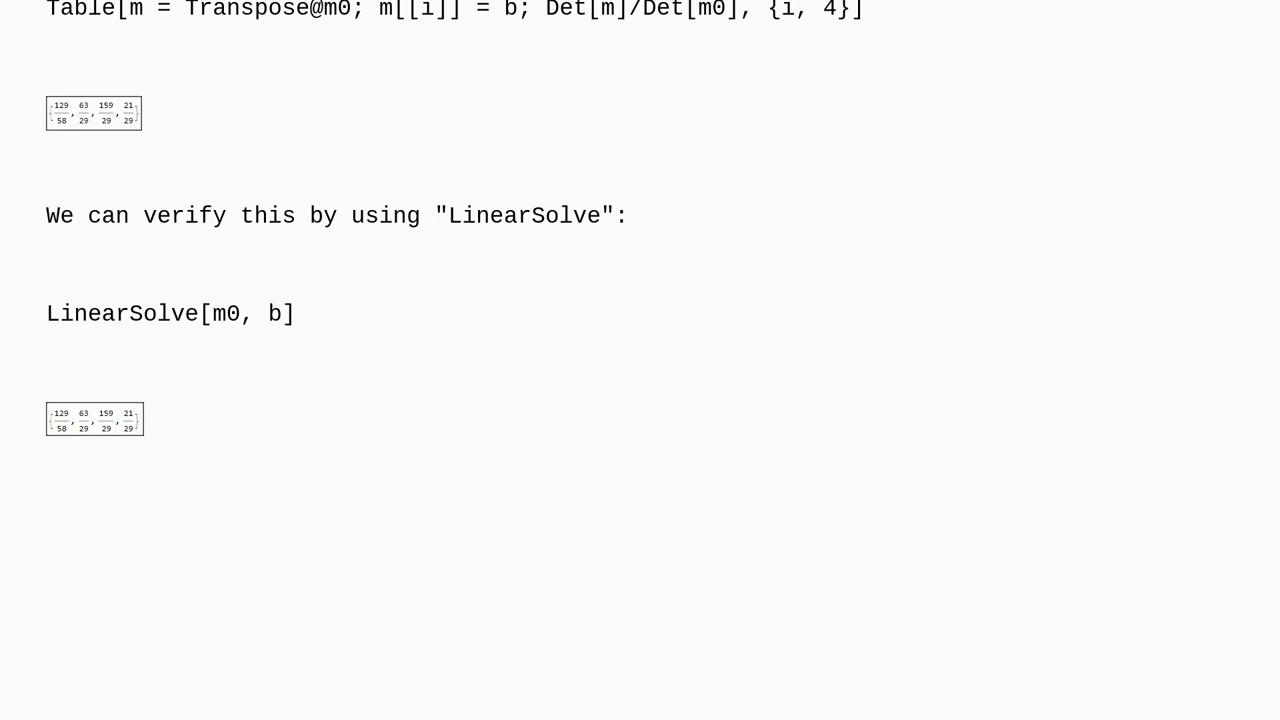 Table[m = Transpose@m0; m[[i]] = b; Det[m]/Det[m0], {i, 4}]
{129/58, 63/29, 159/29, 21/29}
We can verify this by using "LinearSolve":
LinearSolve[m0, b]
{129/58, 63/29, 159/29, 21/29}